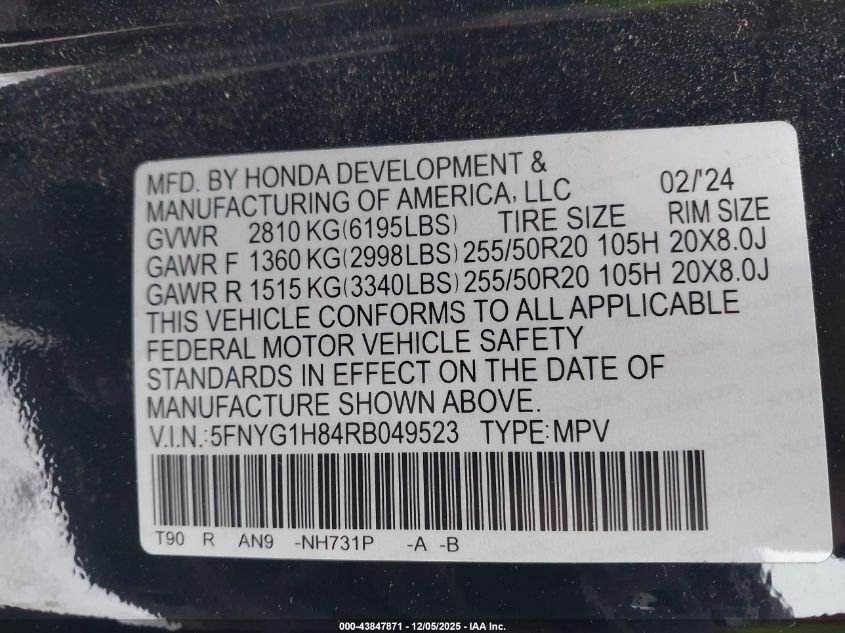 MFD. BY HONDA DEVELOPMENT &
MANUFACTURING OF AMERICA, LLC 02/'24
GVWR 2810 KG(6195LBS) TIRE SIZE RIM SIZE
GAWR F 1360 KG(2998LBS) 255/50R20 105H 20X8.0J
GAWR R 1515 KG(3340LBS) 255/50R20 105H 20X8.0J
THIS VEHICLE CONFORMS TO ALL APPLICABLE
FEDERAL MOTOR VEHICLE SAFETY
STANDARDS IN EFFECT ON THE DATE OF
MANUFACTURE SHOWN ABOVE.
V.I.N.:5FNYG1H84RB049523 TYPE:MPV
T90 R AN9 -NH731P -A -B
000-43847871 - 12/05/2025 - IAA Inc.